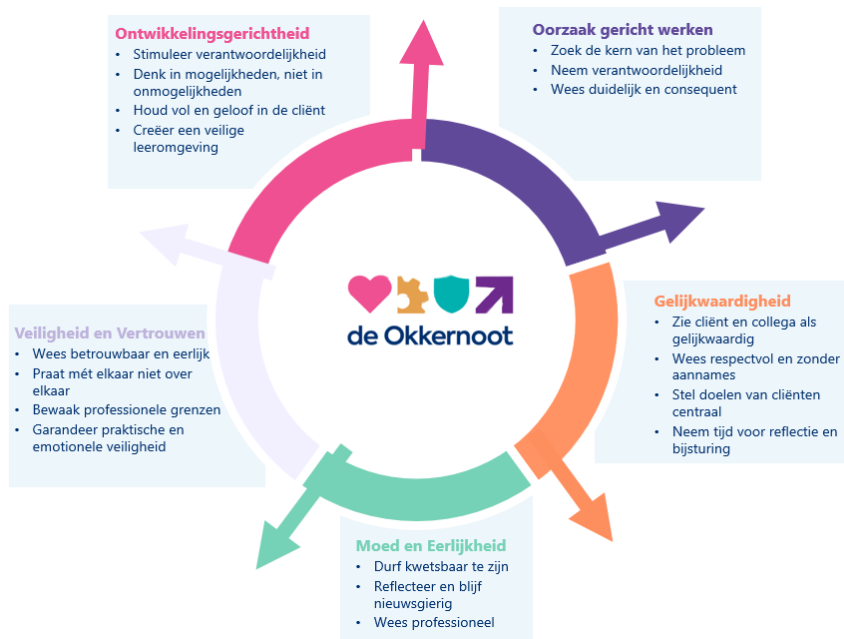 Ontwikkelingsgerichtheid
• Stimuleer verantwoordelijkheid
• Denk in mogelijkheden, niet in
onmogelijkheden
• Houd vol en geloof in de cliënt
• Creëer een veilige
leeromgeving
Oorzaak gericht werken
• Zoek de kern van het probleem
• Neem verantwoordelijkheid
• Wees duidelijk en consequent
de Okkernoot
Gelijkwaardigheid
• Zie cliënt en collega als
gelijkwaardig
• Wees respectvol en zonder
aannames
• Stel doelen van cliënten
centraal
• Neem tijd voor reflectie en
bijsturing
Veiligheid en Vertrouwen
• Wees betrouwbaar en eerlijk
• Praat mét elkaar niet over
elkaar
• Bewaak professionele grenzen
• Garandeer praktische en
emotionele veiligheid
Moed en Eerlijkheid
• Durf kwetsbaar te zijn
• Reflecteer en blijf
nieuwsgierig
• Wees professioneel